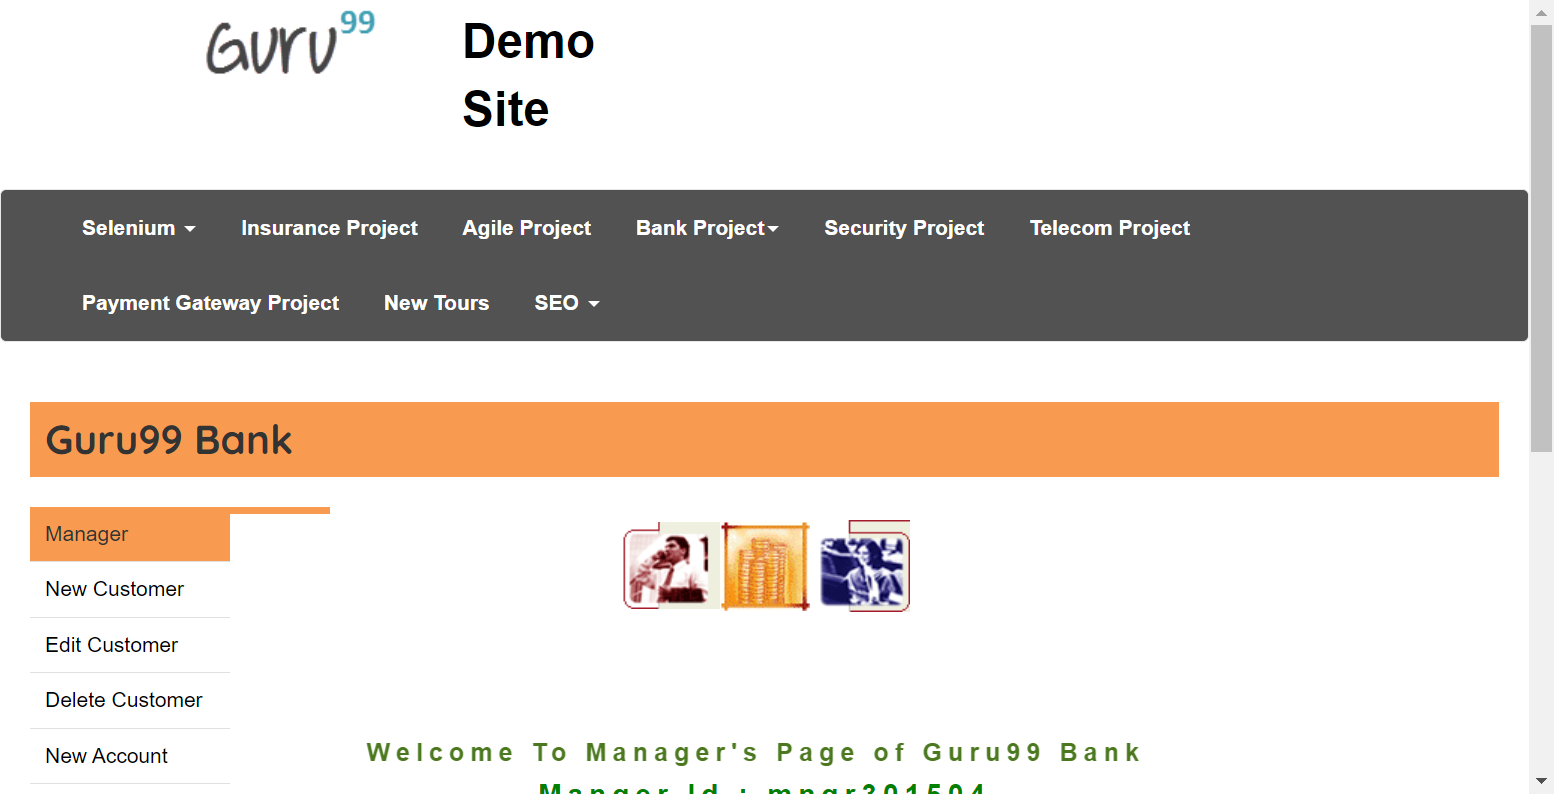 Guru99
Demo
Site
Selenium
Insurance Project
Agile Project
Bank Project
Security Project
Telecom Project
Payment Gateway Project
New Tours
SEO
Guru99 Bank
Manager
New Customer
Edit Customer
Delete Customer
New Account
Welcome To Manager's Page of Guru99 Bank
Manger Id : mngr301504